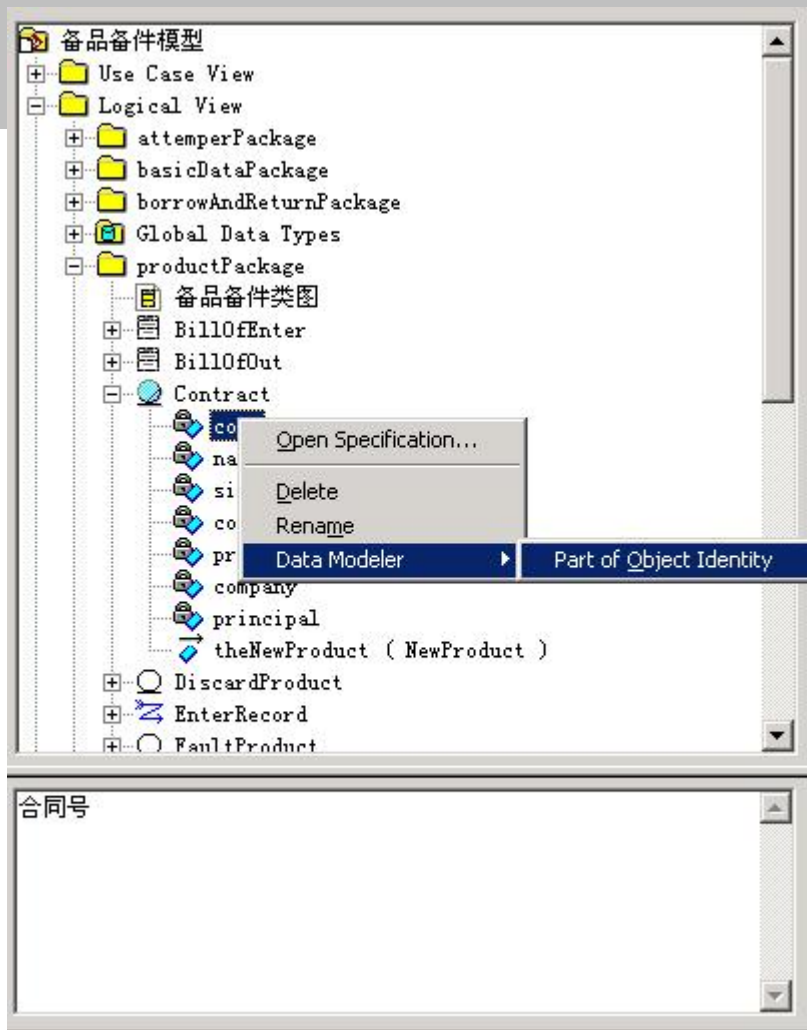 备品备件模型
Use Case View
Logical View
attemperPackage
basicDataPackage
borrowAndReturnPackage
Global Data Types
productPackage
备品备件类图
BillOfEnter
BillOfOut
Contract
Open Specification...
Delete
Rename
Data Modeler
Part of Object Identity
company
principal
theNewProduct ( NewProduct )
DiscardProduct
EnterRecord
FaultProduct
合同号